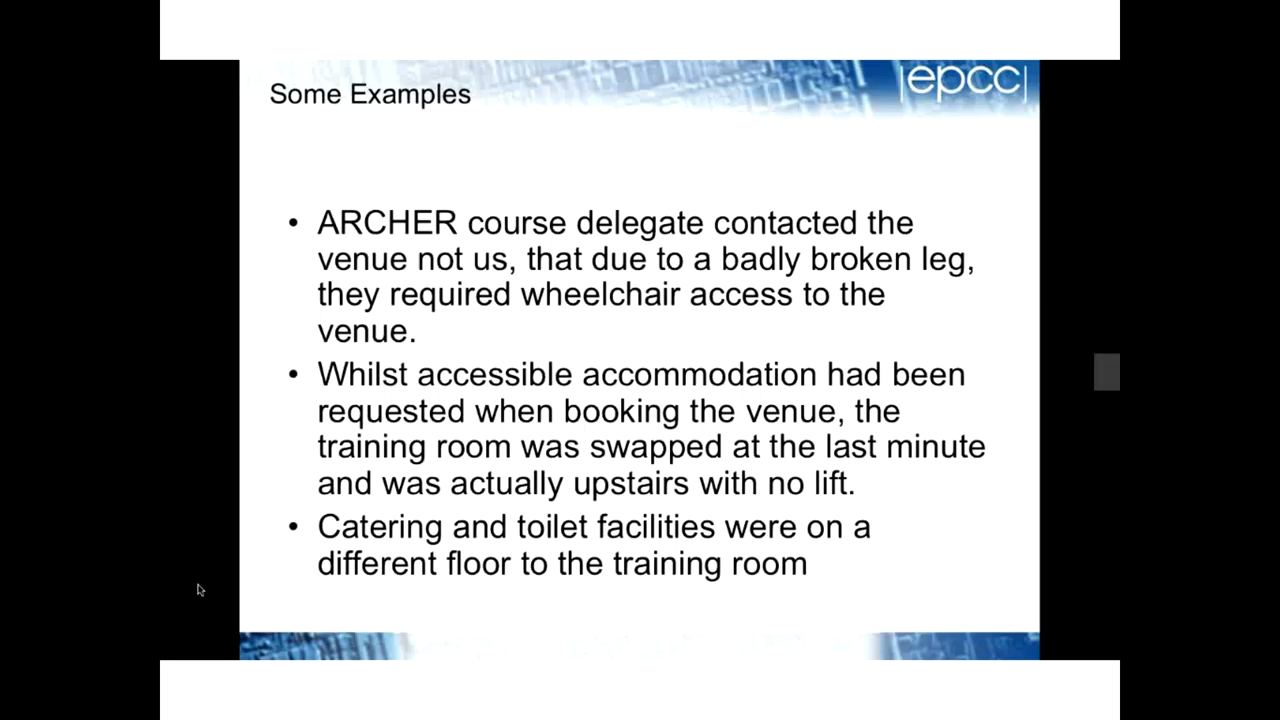 Some Examples
|epcc|
• ARCHER course delegate contacted the
venue not us, that due to a badly broken leg,
they required wheelchair access to the
venue.
• Whilst accessible accommodation had been
requested when booking the venue, the
training room was swapped at the last minute
and was actually upstairs with no lift.
• Catering and toilet facilities were on a
different floor to the training room